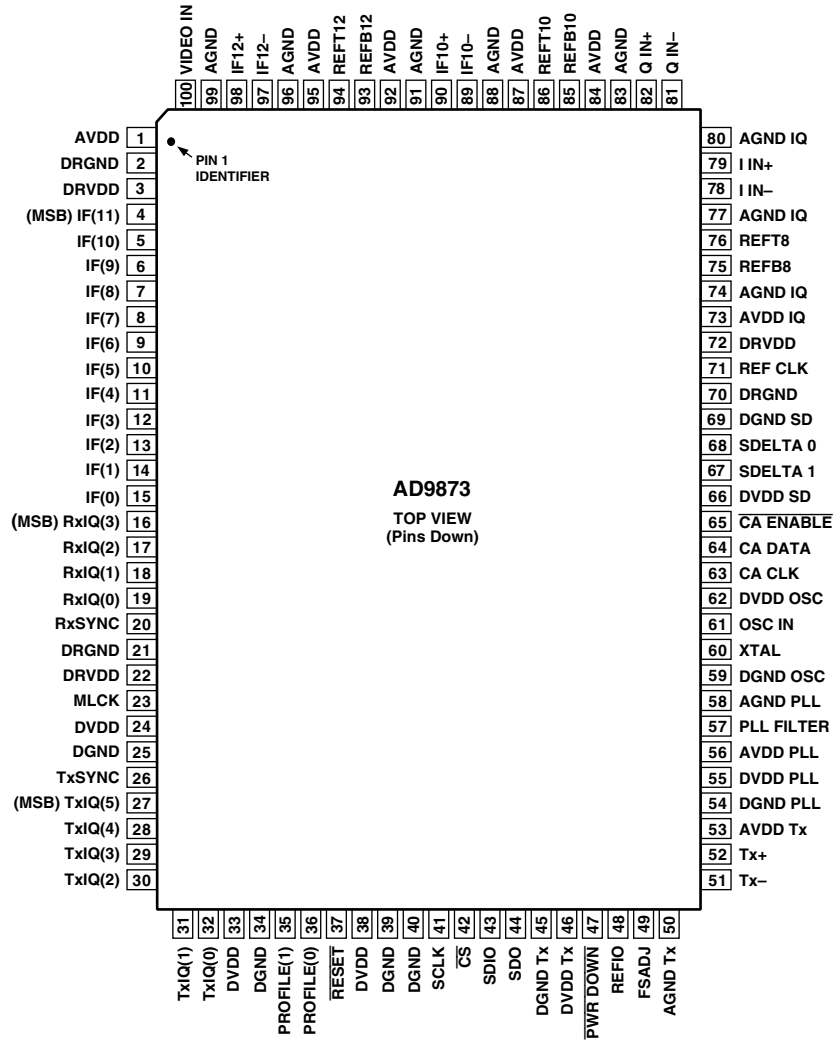 VIDEO IN
AGND
IF12+
IF12–
AGND
AVDD
REFT12
REFB12
AVDD
AGND
IF10+
IF10–
AGND
AVDD
REFT10
REFB10
AVDD
AGND
Q IN+
Q IN–
100 99 98 97 96 95 94 93 92 91 90 89 88 87 86 85 84 83 82 81
AVDD 1
DRGND 2
DRVDD 3
(MSB) IF(11) 4
IF(10) 5
IF(9) 6
IF(8) 7
IF(7) 8
IF(6) 9
IF(5) 10
IF(4) 11
IF(3) 12
IF(2) 13
IF(1) 14
IF(0) 15
(MSB) RxIQ(3) 16
RxIQ(2) 17
RxIQ(1) 18
RxIQ(0) 19
RxSYNC 20
DRGND 21
DRVDD 22
MLCK 23
DVDD 24
DGND 25
TxSYNC 26
(MSB) TxIQ(5) 27
TxIQ(4) 28
TxIQ(3) 29
TxIQ(2) 30
PIN 1
IDENTIFIER
AD9873
TOP VIEW
(Pins Down)
80 AGND IQ
79 I IN+
78 I IN–
77 AGND IQ
76 REFT8
75 REFB8
74 AGND IQ
73 AVDD IQ
72 DRVDD
71 REF CLK
70 DRGND
69 DGND SD
68 SDELTA 0
67 SDELTA 1
66 DVDD SD
65 CA ENABLE
64 CA DATA
63 CA CLK
62 DVDD OSC
61 OSC IN
60 XTAL
59 DGND OSC
58 AGND PLL
57 PLL FILTER
56 AVDD PLL
55 DVDD PLL
54 DGND PLL
53 AVDD Tx
52 Tx+
51 Tx–
31 32 33 34 35 36 37 38 39 40 41 42 43 44 45 46 47 48 49 50
TxIQ(1)
TxIQ(0)
DVDD
DGND
PROFILE(1)
PROFILE(0)
RESET
DVDD
DGND
DGND
SCLK
CS
SDIO
SDO
DGND Tx
DVDD Tx
PWR DOWN
REFIO
FSADJ
AGND Tx